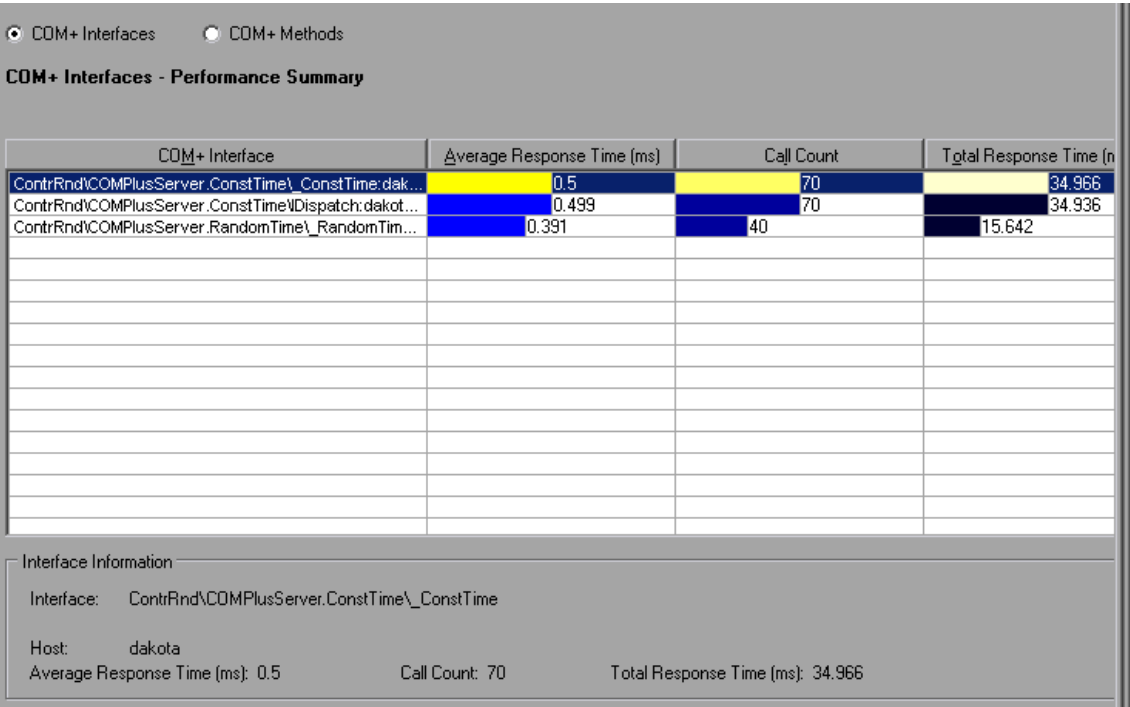 COM+ Interfaces COM+ Methods
COM+ Interfaces - Performance Summary
COM+ Interface Average Response Time (ms) Call Count Total Response Time (m
ContrRnd\COMPlusServer.ConstTime\_ConstTime:dak... 0.5 70 34.966
ContrRnd\COMPlusServer.ConstTime\IDispatch:dakot... 0.499 70 34.936
ContrRnd\COMPlusServer.RandomTime\_RandomTim... 0.391 40 15.642
Interface Information
Interface: ContrRnd\COMPlusServer.ConstTime\_ConstTime
Host: dakota
Average Response Time (ms): 0.5 Call Count: 70 Total Response Time (ms): 34.966